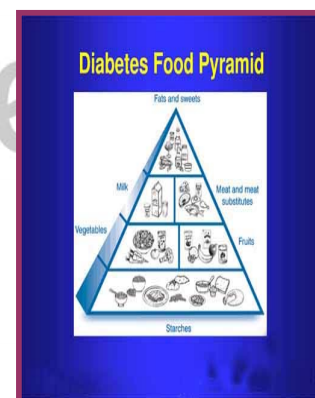 Diabetes Food Pyramid
Fats and sweets
Milk
Meat and meat
substitutes
Vegetables
Fruits
Starches